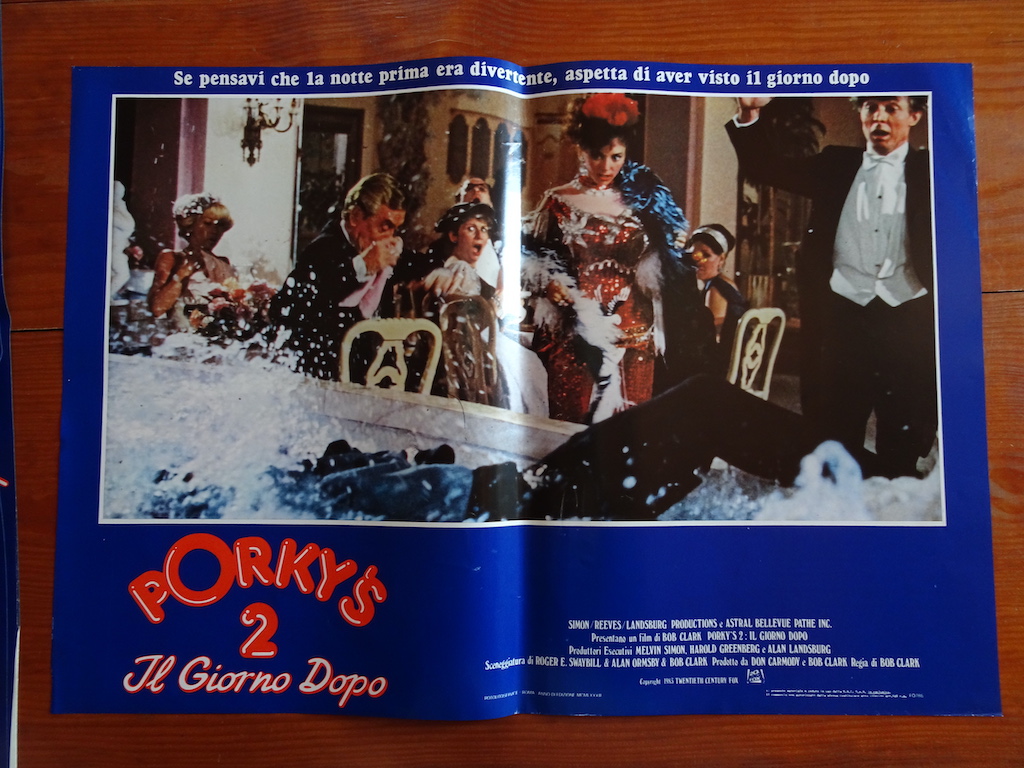 Se pensavi che la notte prima era divertente, aspetta di aver visto il giorno dopo
PORKY'S
2
Il Giorno Dopo
SIMON/REEVES/LANDSBURG PRODUCTIONS e ASTRAL BELLEVUE PATHE INC.
Presentano un film di BOB CLARK PORKY'S 2: IL GIORNO DOPO
Produttori Esecutivi MELVIN SIMON, HAROLD GREENBERG e ALAN LANDSBURG
Sceneggiatura di ROGER E. SWAYBILL & ALAN ORMSBY & BOB CLARK Prodotto da DON CARMODY e BOB CLARK Regia di BOB CLARK
Copyright 1983 TWENTIETH CENTURY FOX